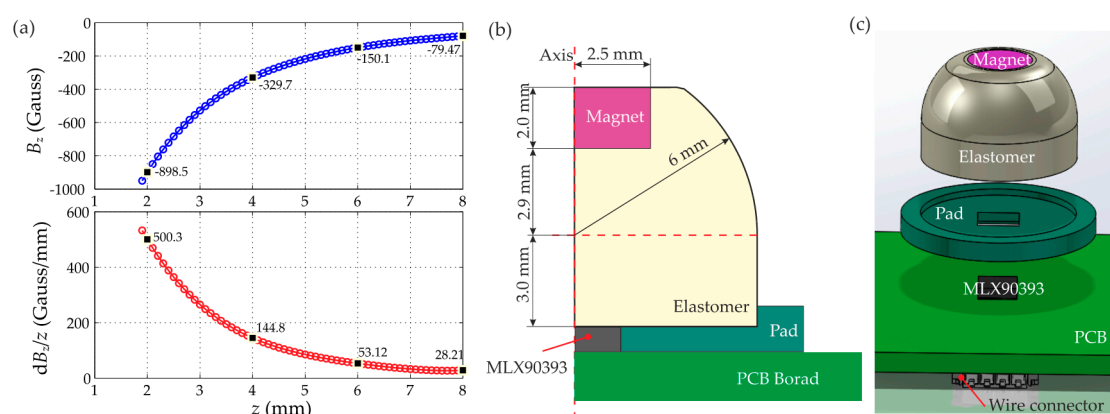 (a)
0
-200
-400
-600
-800
-1000
B_z (Gauss)
-898.5
-329.7
-150.1
-79.47
1 2 3 4 5 6 7 8
600
400
200
0
dB_z/z (Gauss/mm)
500.3
144.8
53.12
28.21
1 2 3 4 5 6 7 8
z (mm)
(b)
Axis
2.5 mm
2.0 mm
Magnet
2.9 mm
6 mm
3.0 mm
Elastomer
Pad
MLX90393
PCB Borad
(c)
Magnet
Elastomer
Pad
MLX90393
PCB
Wire connector